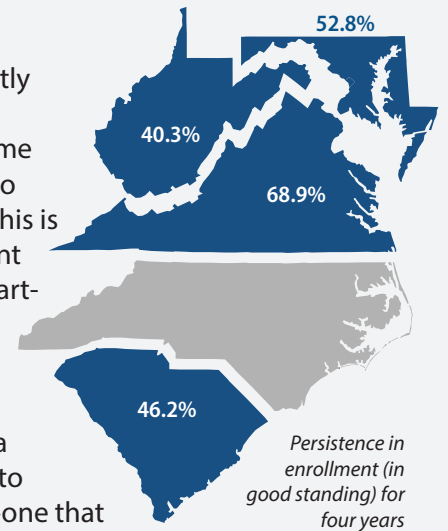 52.8%
tly
40.3%
me
o
68.9%
his is
nt
art-
46.2%
a
to
one that
Persistence in
enrollment (in
good standing) for
four years